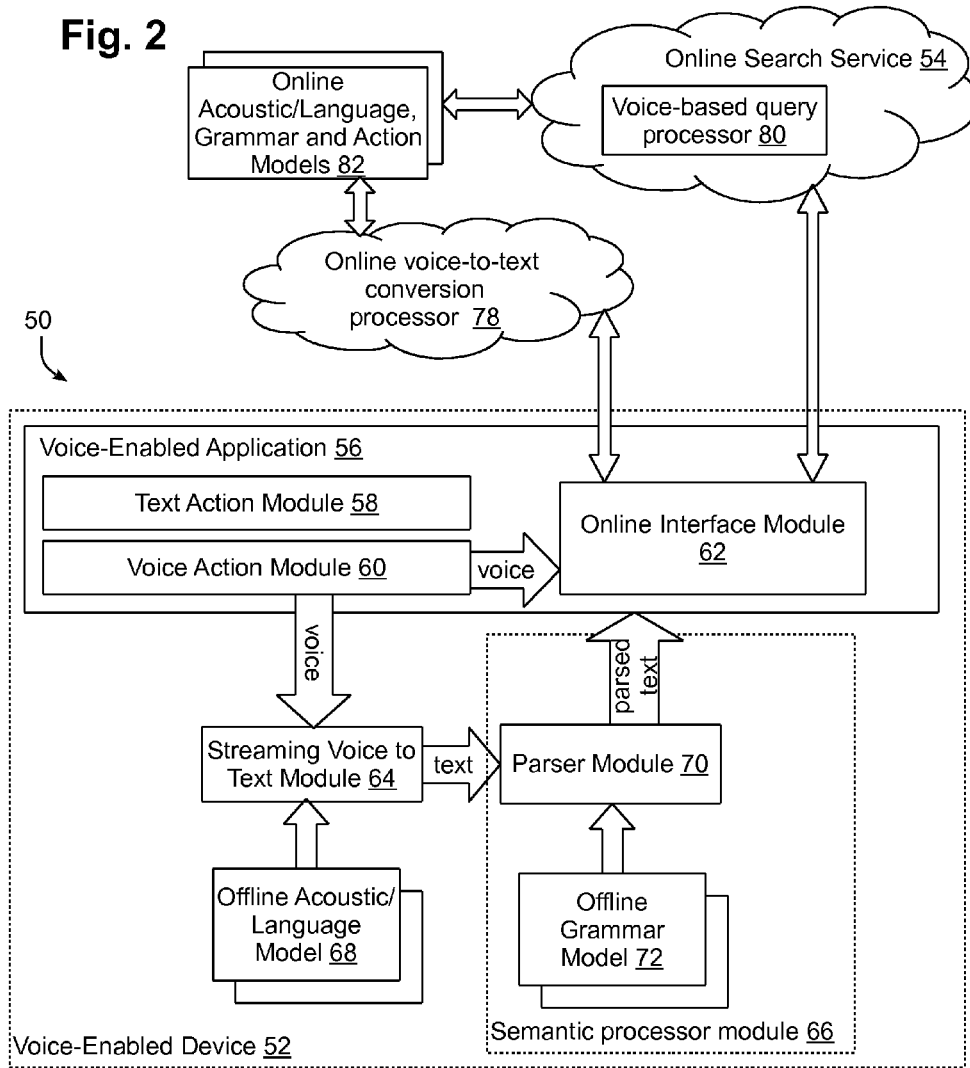 Fig. 2
Online
Acoustic/Language,
Grammar and Action
Models 82
Online Search Service 54
Voice-based query
processor 80
Online voice-to-text
conversion
processor 78
50
Voice-Enabled Application 56
Text Action Module 58
Voice Action Module 60
voice
Online Interface Module
62
voice
parsed
text
Streaming Voice to
Text Module 64
text
Parser Module 70
Offline Acoustic/
Language
Model 68
Offline
Grammar
Model 72
Semantic processor module 66
Voice-Enabled Device 52